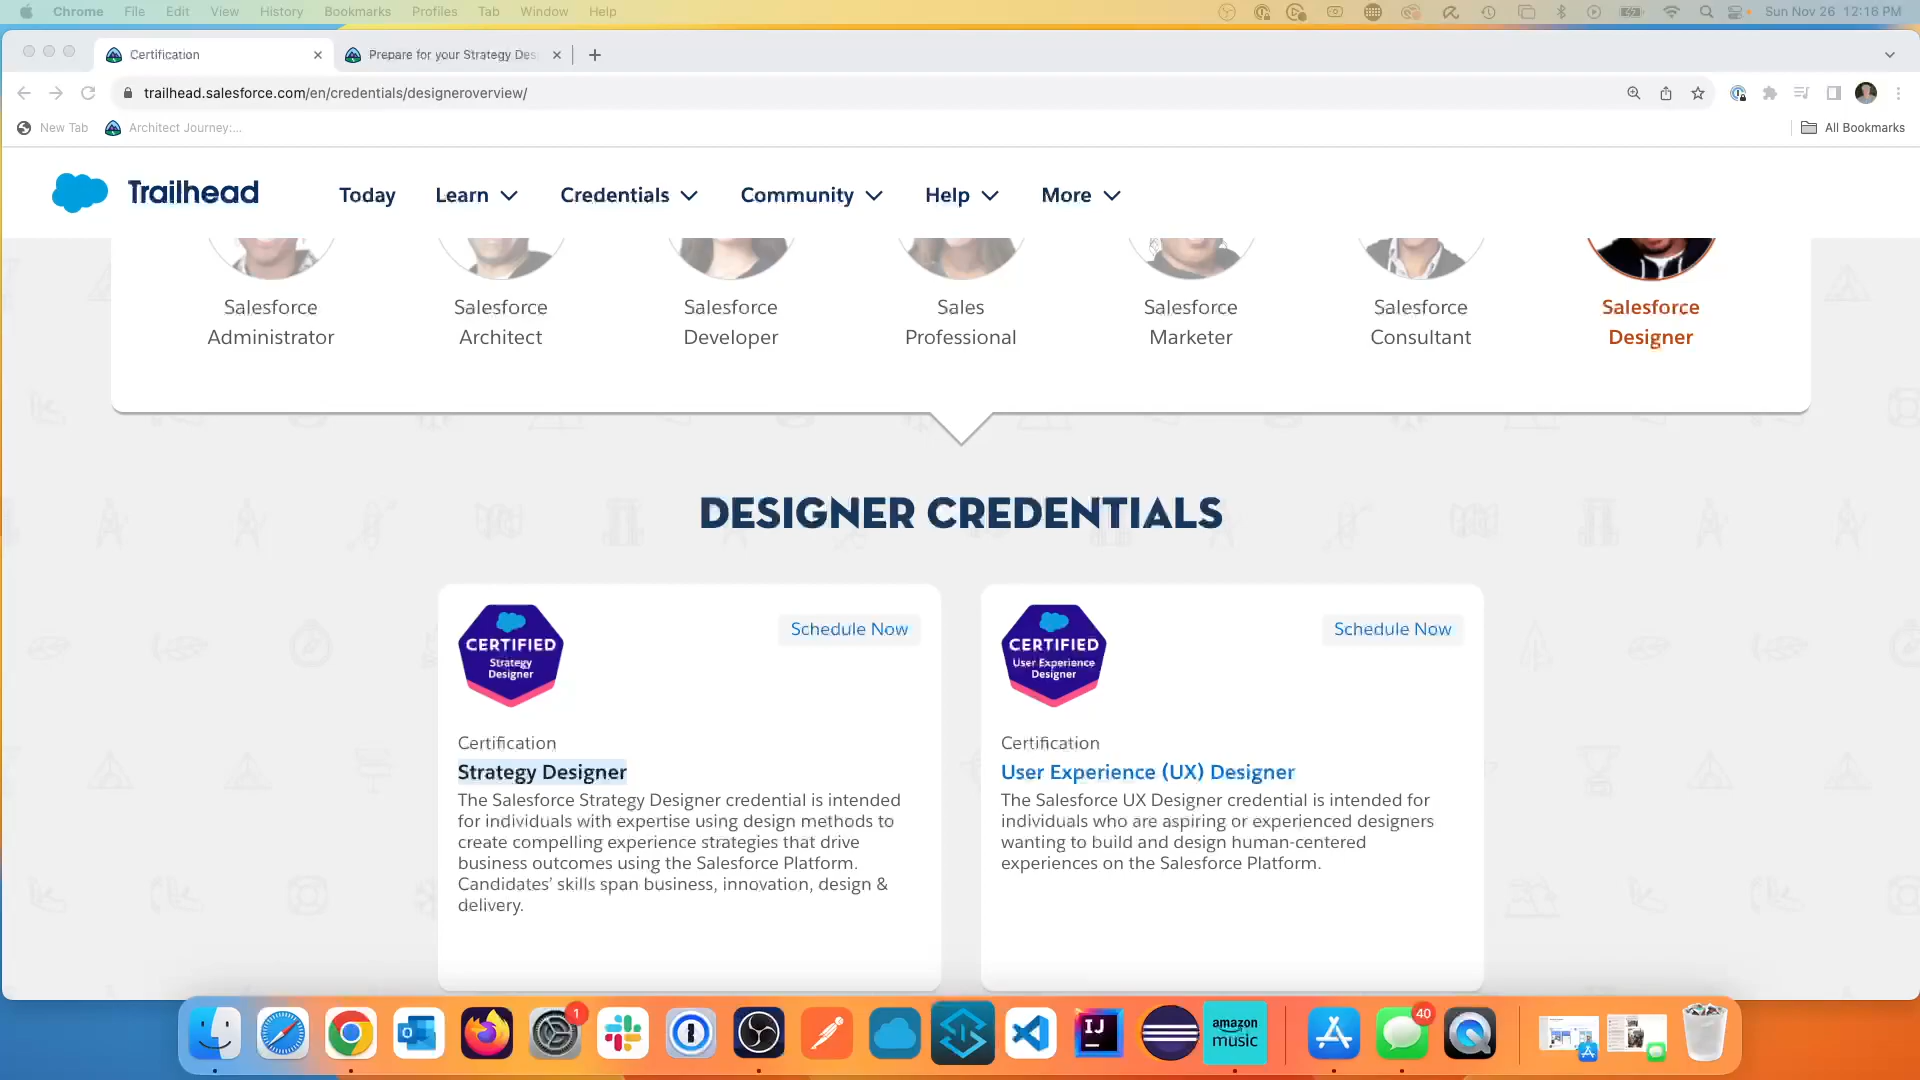 Chrome File Edit View History Bookmarks Profiles Tab Window Help Sun Nov 26 12:18 PM
Certification
Prepare for your Strategy Des
trailhead.salesforce.com/en/credentials/designeroverview/
New Tab
Architect Journey:...
All Bookmarks
Trailhead
Today
Learn
Credentials
Community
Help
More
Salesforce
Administrator
Salesforce
Architect
Salesforce
Developer
Sales
Professional
Salesforce
Marketer
Salesforce
Consultant
Salesforce
Designer
DESIGNER CREDENTIALS
CERTIFIED
Strategy
Designer
Schedule Now
Certification
Strategy Designer
The Salesforce Strategy Designer credential is intended
for individuals with expertise using design methods to
create compelling experience strategies that drive
business outcomes using the Salesforce Platform.
Candidates’ skills span business, innovation, design &
delivery.
CERTIFIED
User Experience
Designer
Schedule Now
Certification
User Experience (UX) Designer
The Salesforce UX Designer credential is intended for
individuals who are aspiring or experienced designers
wanting to build and design human-centered
experiences on the Salesforce Platform.
1
IJ
amazon
music
40